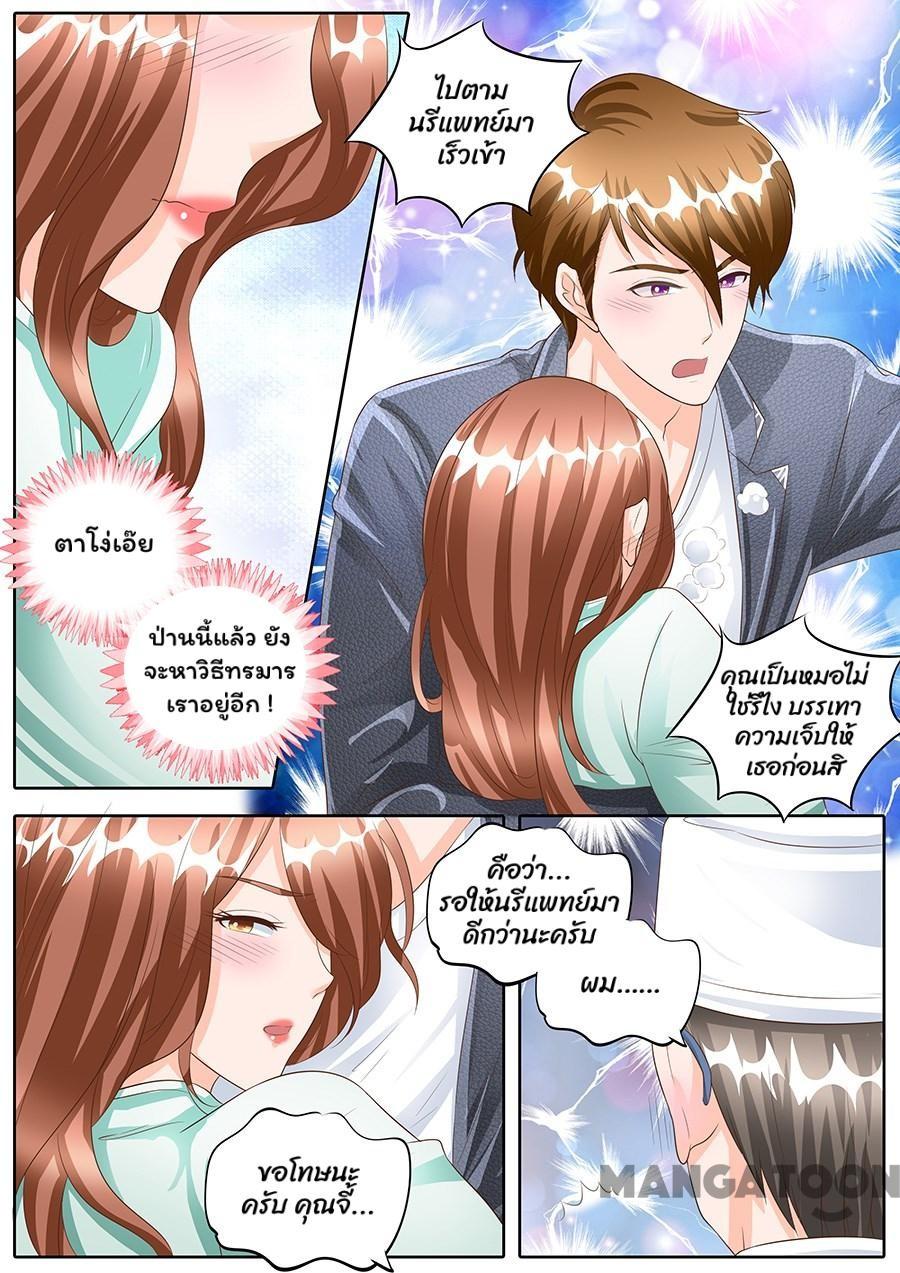 ไปตาม
นรีแพทย์มา
เร็วเข้า
ตาโง่เอ๊ย
ป่านนี้แล้ว ยัง
จะหาวิธีทรมาร
เราอยู่อีก !
คุณเป็นหมอไม่
ใช่รึไง บรรเทา
ความเจ็บให้
เธอก่อนสิ
คือว่า...
รอให้นรีแพทย์มา
ดีกว่านะครับ
ผม......
ขอโทษนะ
ครับ คุณจี้...
MANGATOON